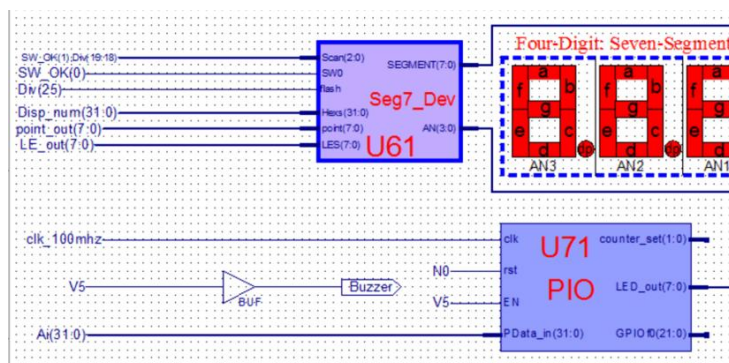 Four-Digit: Seven-Segment
SW_OK(1),Div(19:18)
Scan(2:0)
SEGMENT(7:0)
SW_OK(0)
SW0
Div(25)
flash
Seg7_Dev
Disp_num(31:0)
Hexs(31:0)
point_out(7:0)
point(7:0)
AN(3:0)
LE_out(7:0)
LES(7:0)
U61
a
f
b
g
e
c
d
dp
AN3
a
f
b
g
e
c
d
dp
AN2
a
f
g
e
d
AN1
clk_100mhz
clk
U71
counter_set(1:0)
N0
rst
V5
BUF
Buzzer
V5
EN
PIO
LED_out(7:0)
Ai(31:0)
PData_in(31:0)
GPIOf0(21:0)